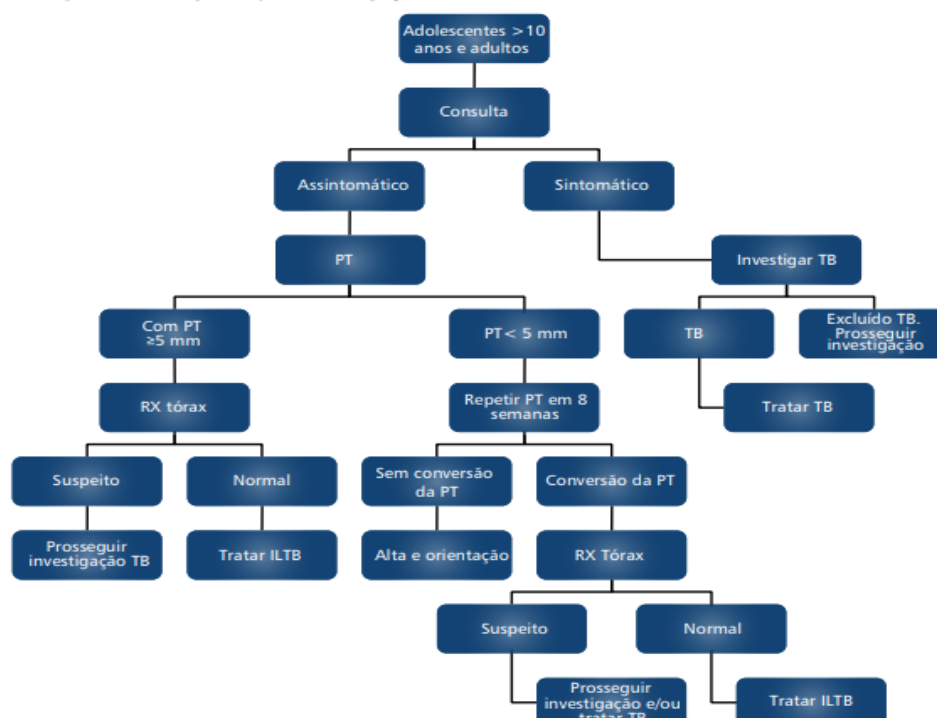 Adolescentes >10
anos e adultos
Consulta
Assintomático
Sintomático
PT
Investigar TB
Com PT
≥5 mm
PT< 5 mm
TB
Excluído TB.
Prosseguir
investigação
RX tórax
Repetir PT em 8
semanas
Tratar TB
Suspeito
Normal
Sem conversão
da PT
Conversão da PT
Prosseguir
investigação TB
Tratar ILTB
Alta e orientação
RX Tórax
Suspeito
Normal
Prosseguir
investigação e/ou
tratar TB
Tratar ILTB